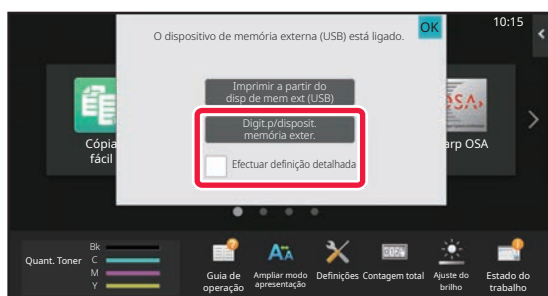 10:15
O dispositivo de memória externa (USB) está ligado.
OK
Imprimir a partir do
disp de mem ext (USB)
Digit.p/disposit.
memória exter.
Efectuar definição detalhada
Cópia
fácil
arp OSA
Quant. Toner
Bk
C
M
Y
Guia de
operação
Ampliar modo
apresentação
Definições
Contagem total
Ajuste do
brilho
Estado do
trabalho